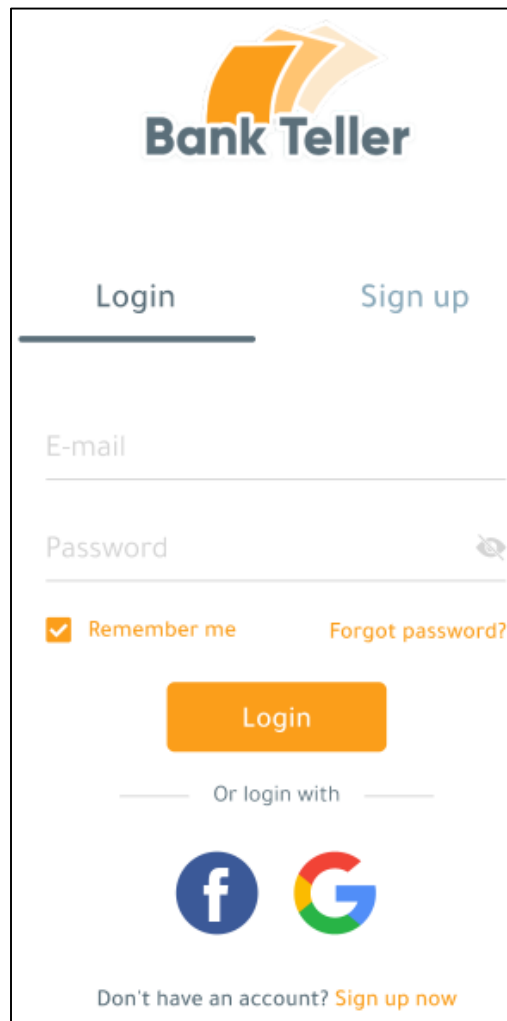 Bank Teller
Login Sign up
E-mail
Password
Remember me Forgot password?
Login
Or login with
Don't have an account? Sign up now